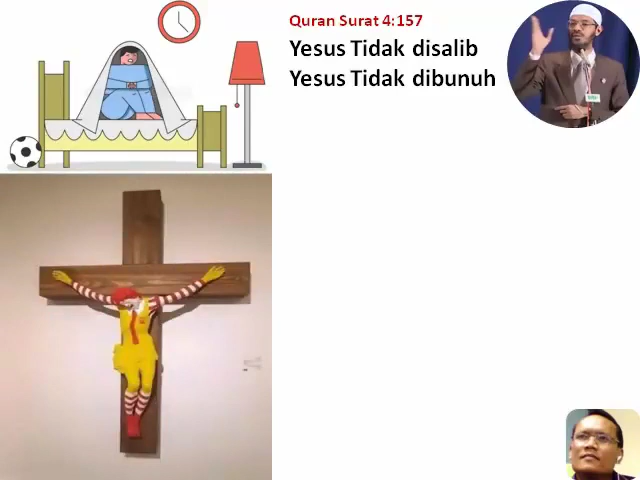 Quran Surat 4:157
Yesus Tidak disalib
Yesus Tidak dibunuh